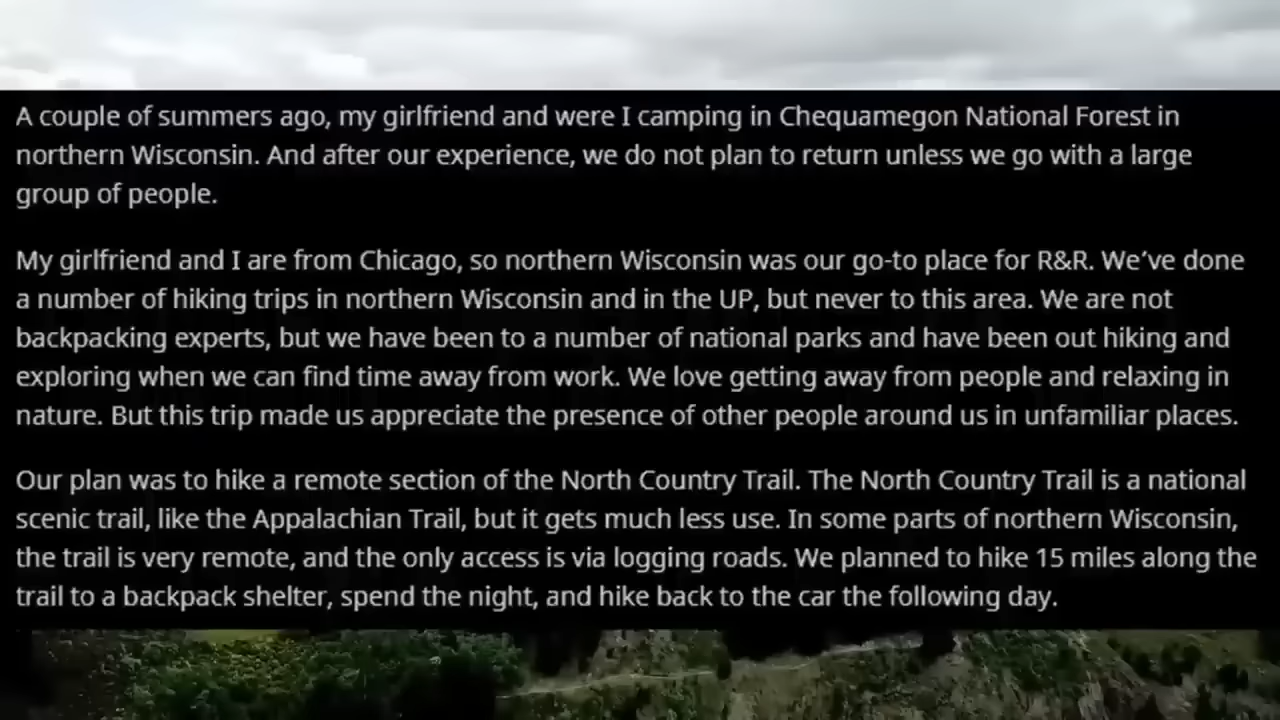 A couple of summers ago, my girlfriend and were I camping in Chequamegon National Forest in
northern Wisconsin. And after our experience, we do not plan to return unless we go with a large
group of people.
My girlfriend and I are from Chicago, so northern Wisconsin was our go-to place for R&R. We’ve done
a number of hiking trips in northern Wisconsin and in the UP, but never to this area. We are not
backpacking experts, but we have been to a number of national parks and have been out hiking and
exploring when we can find time away from work. We love getting away from people and relaxing in
nature. But this trip made us appreciate the presence of other people around us in unfamiliar places.
Our plan was to hike a remote section of the North Country Trail. The North Country Trail is a national
scenic trail, like the Appalachian Trail, but it gets much less use. In some parts of northern Wisconsin,
the trail is very remote, and the only access is via logging roads. We planned to hike 15 miles along the
trail to a backpack shelter, spend the night, and hike back to the car the following day.